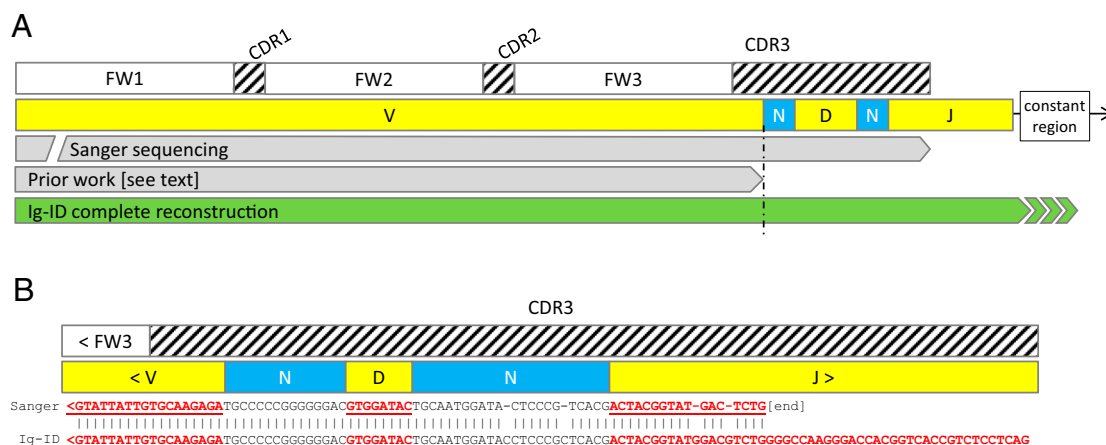 A
CDR1 CDR2 CDR3
FW1 FW2 FW3
V N D N J constant region
Sanger sequencing
Prior work [see text]
Ig-ID complete reconstruction
B
CDR3
< FW3
< V N D N J >
Sanger <GTATTATTGTGCAAGAGATGCCCCCGGGGGGACGTGGATACTGCAATGGATA-CTCCCG-TCACGACTACGGTAT-GAC-TCTG[end]
Ig-ID <GTATTATTGTGCAAGAGATGCCCCCGGGGGGACGTGGATACTGCAATGGATACCTCCCGCTCACGACTACGGTATGGACGTCTGGGGCCAAGGGACCACGGTCACCGTCTCCTCAG